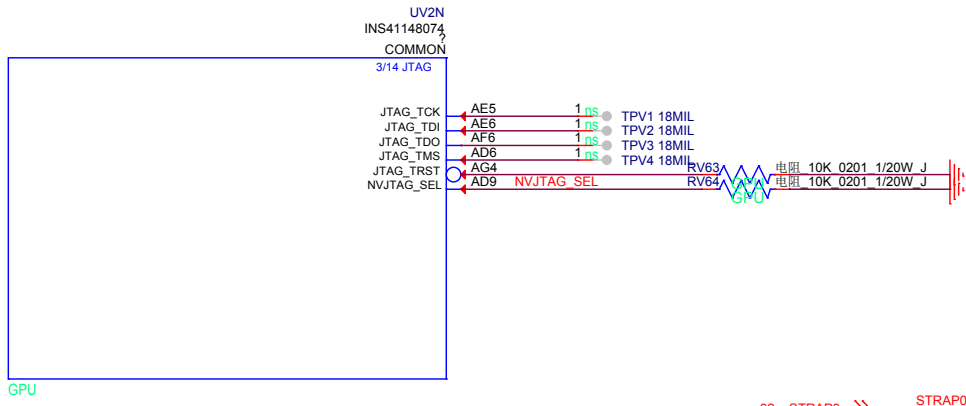 UV2N
INS41148074
?
COMMON
3/14 JTAG
JTAG_TCK AE5 1 ns TPV1 18MIL
JTAG_TDI AE6 1 ns TPV2 18MIL
JTAG_TDO AF6 1 ns TPV3 18MIL
JTAG_TMS AD6 1 ns TPV4 18MIL
JTAG_TRST AG4 RV63 电阻_10K_0201_1/20W_J
GPU
NVJTAG_SEL AD9 NVJTAG_SEL RV64 电阻_10K_0201_1/20W_J
GPU
GPU
STRAP0